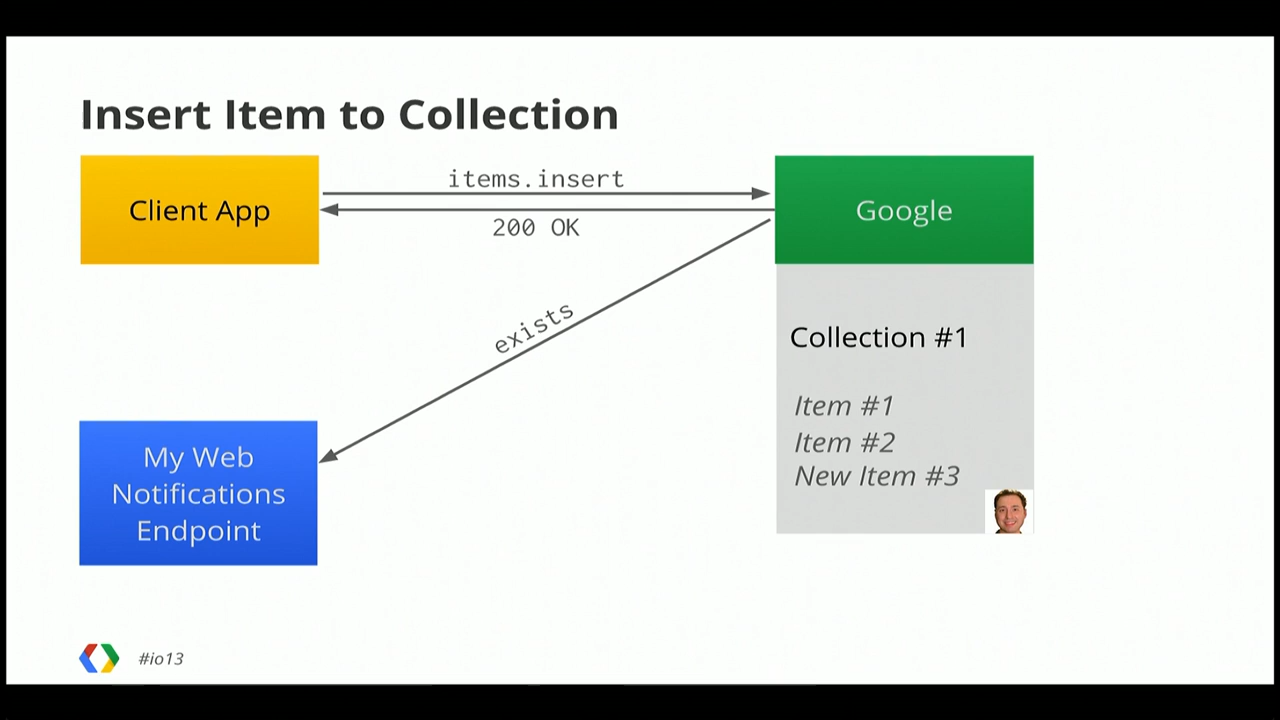 Insert Item to Collection
Client App
items.insert
200 OK
Google
exists
Collection #1
Item #1
Item #2
New Item #3
My Web
Notifications
Endpoint
#io13